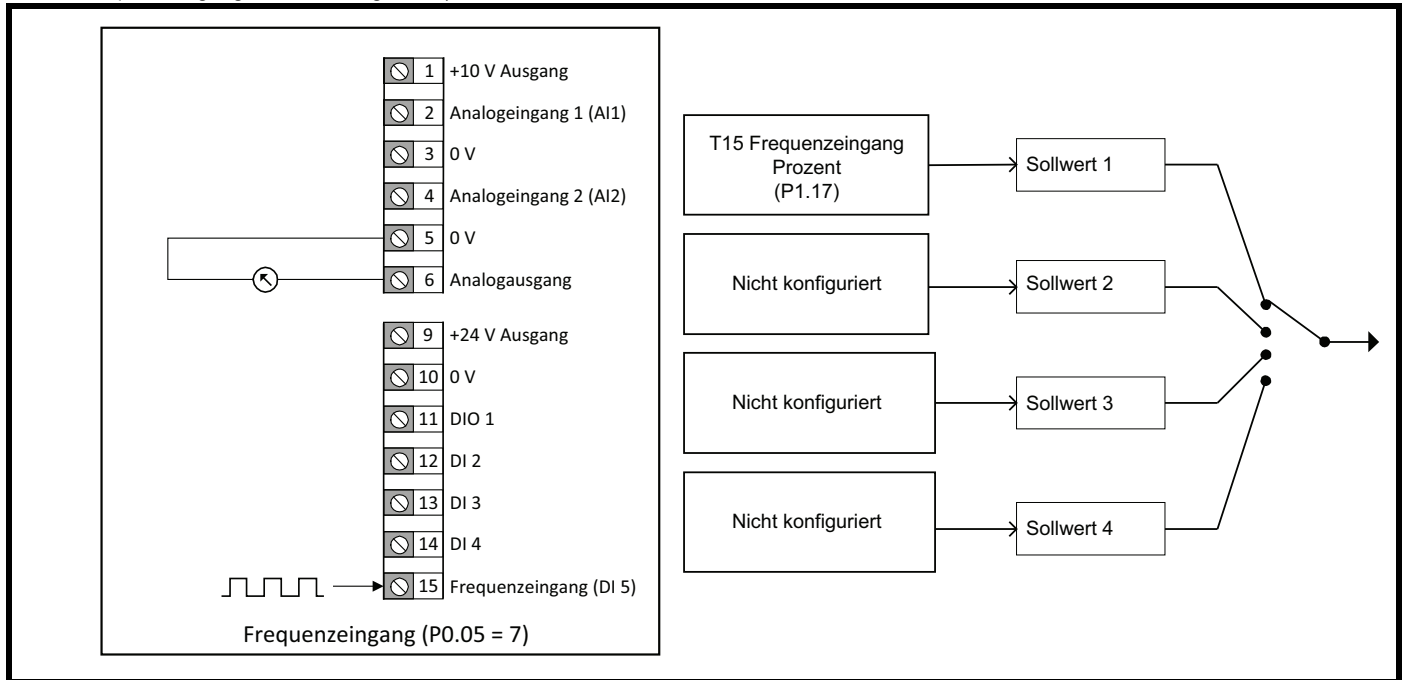 1 +10 V Ausgang
2 Analogeingang 1 (AI1)
3 0 V
4 Analogeingang 2 (AI2)
5 0 V
6 Analogausgang
9 +24 V Ausgang
10 0 V
11 DIO 1
12 DI 2
13 DI 3
14 DI 4
15 Frequenzeingang (DI 5)
Frequenzeingang (P0.05 = 7)
T15 Frequenzeingang
Prozent
(P1.17)
Sollwert 1
Nicht konfiguriert
Sollwert 2
Nicht konfiguriert
Sollwert 3
Nicht konfiguriert
Sollwert 4